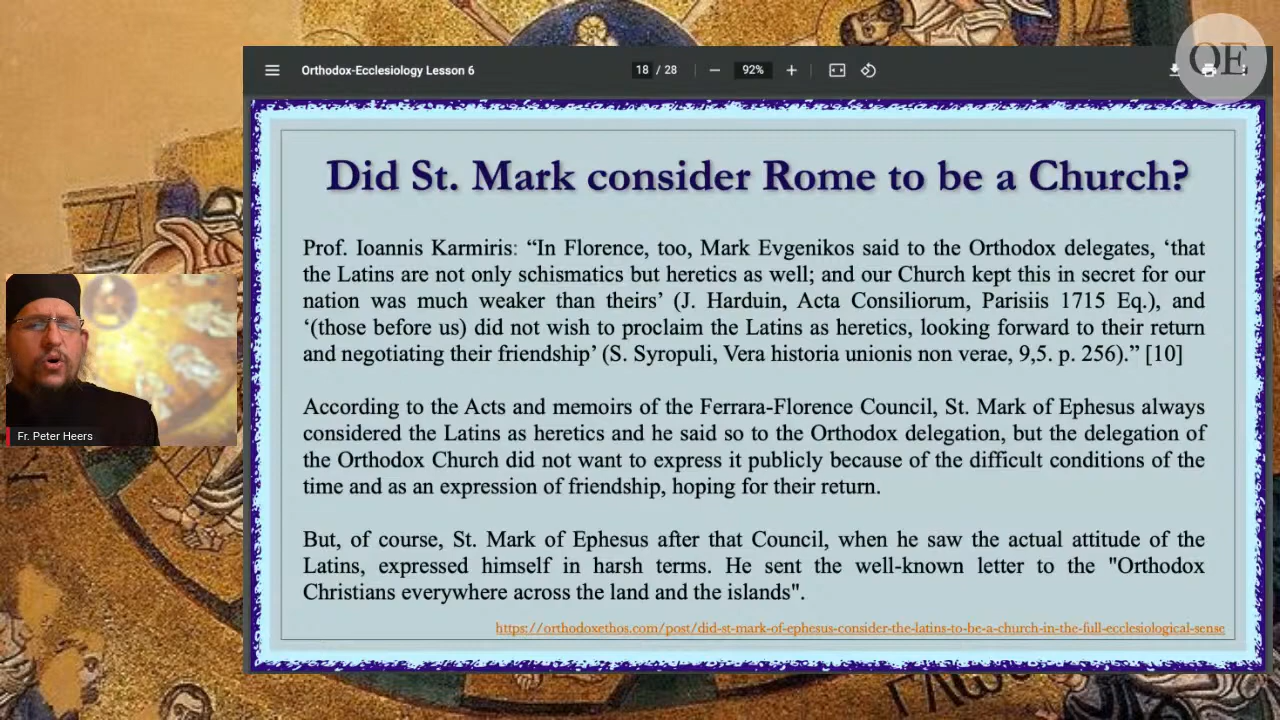 OE
Orthodox-Ecclesiology Lesson 6
18 / 28
92%
Did St. Mark consider Rome to be a Church?
Prof. Ioannis Karmiris: “In Florence, too, Mark Evgenikos said to the Orthodox delegates, ‘that
the Latins are not only schismatics but heretics as well; and our Church kept this in secret for our
nation was much weaker than theirs’ (J. Harduin, Acta Consiliorum, Parisiis 1715 Eq.), and
‘(those before us) did not wish to proclaim the Latins as heretics, looking forward to their return
and negotiating their friendship’ (S. Syropuli, Vera historia unionis non verae, 9,5. p. 256).” [10]
According to the Acts and memoirs of the Ferrara-Florence Council, St. Mark of Ephesus always
considered the Latins as heretics and he said so to the Orthodox delegation, but the delegation of
the Orthodox Church did not want to express it publicly because of the difficult conditions of the
time and as an expression of friendship, hoping for their return.
But, of course, St. Mark of Ephesus after that Council, when he saw the actual attitude of the
Latins, expressed himself in harsh terms. He sent the well-known letter to the "Orthodox
Christians everywhere across the land and the islands".
https://orthodoxethos.com/post/did-st-mark-of-ephesus-consider-the-latins-to-be-a-church-in-the-full-ecclesiological-sense
Fr. Peter Heers